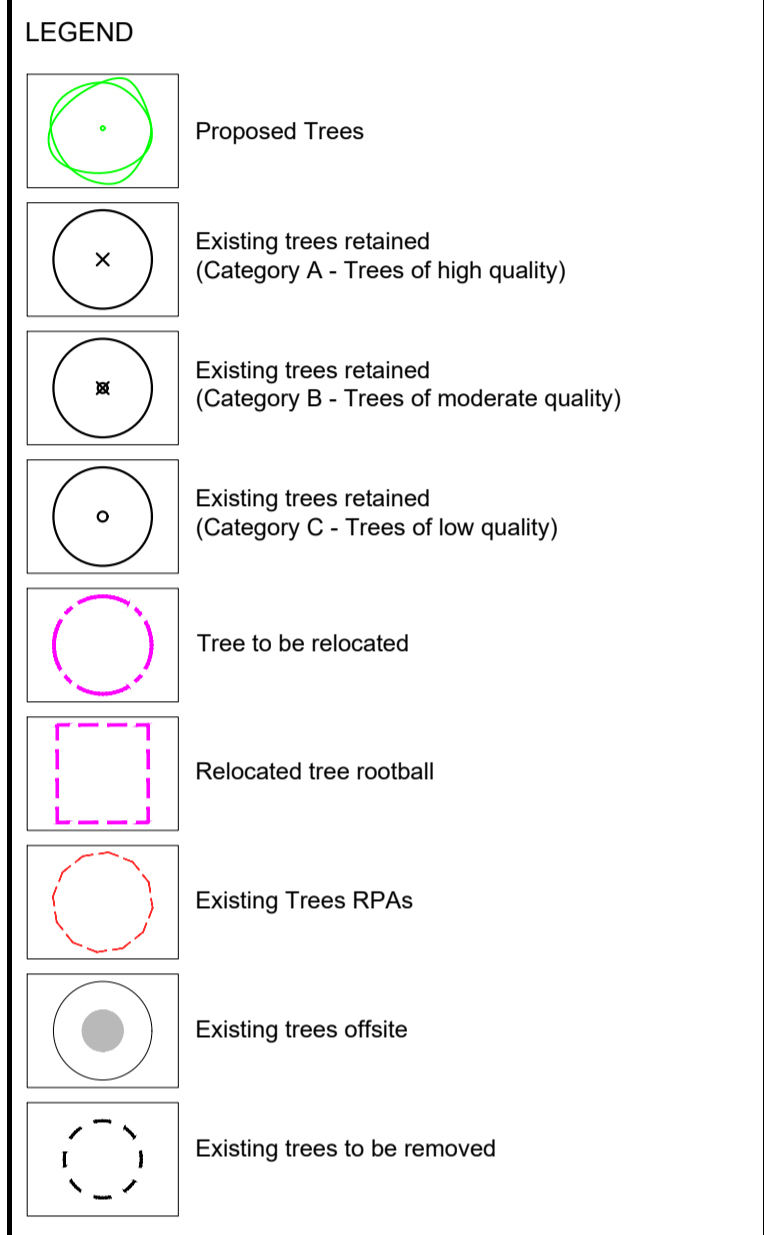 LEGEND
Proposed Trees
Existing trees retained
(Category A - Trees of high quality)
Existing trees retained
(Category B - Trees of moderate quality)
Existing trees retained
(Category C - Trees of low quality)
Tree to be relocated
Relocated tree rootball
Existing Trees RPAs
Existing trees offsite
Existing trees to be removed